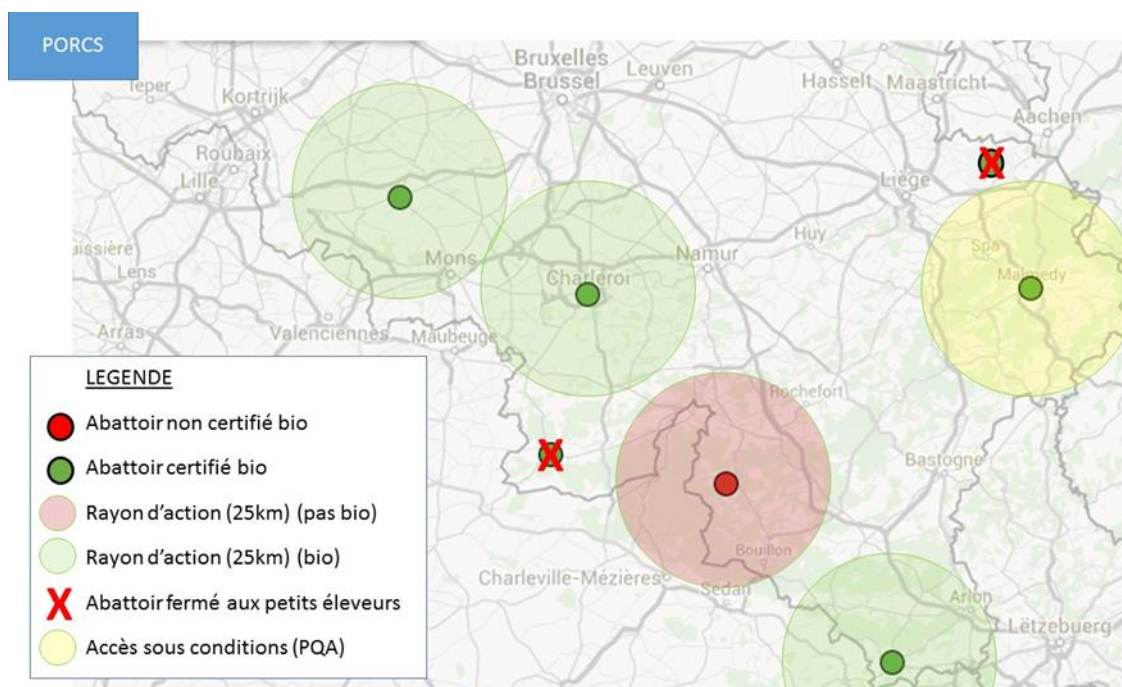 PORCS
Bruxelles
Brussel
Leuven
Hasselt
Maastricht
Aachen
Ieper
Kortrijk
Roubaix
Lille
Liège
Spa
Malmedy
Huy
Namur
Mons
Charleroi
Lens
Arras
Valenciennes
Maubeuge
Rochefort
Bastogne
Bouillon
Charleville-Mézières
Sedan
Arlon
Lëtzebuerg
LEGENDE
Abattoir non certifié bio
Abattoir certifié bio
Rayon d'action (25km) (pas bio)
Rayon d'action (25km) (bio)
X Abattoir fermé aux petits éleveurs
Accès sous conditions (PQA)